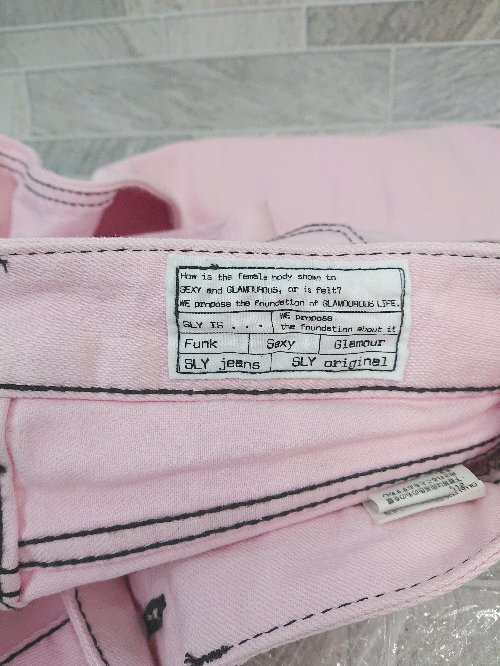 How is the female body shown to
SEXY and GLAMOUROUS, or is felt?
WE propose the foundation of GLAMOUROUS LIFE.
SLY IS . . . WE propose
the foundation about it
Funk Sexy Glamour
SLY jeans SLY original